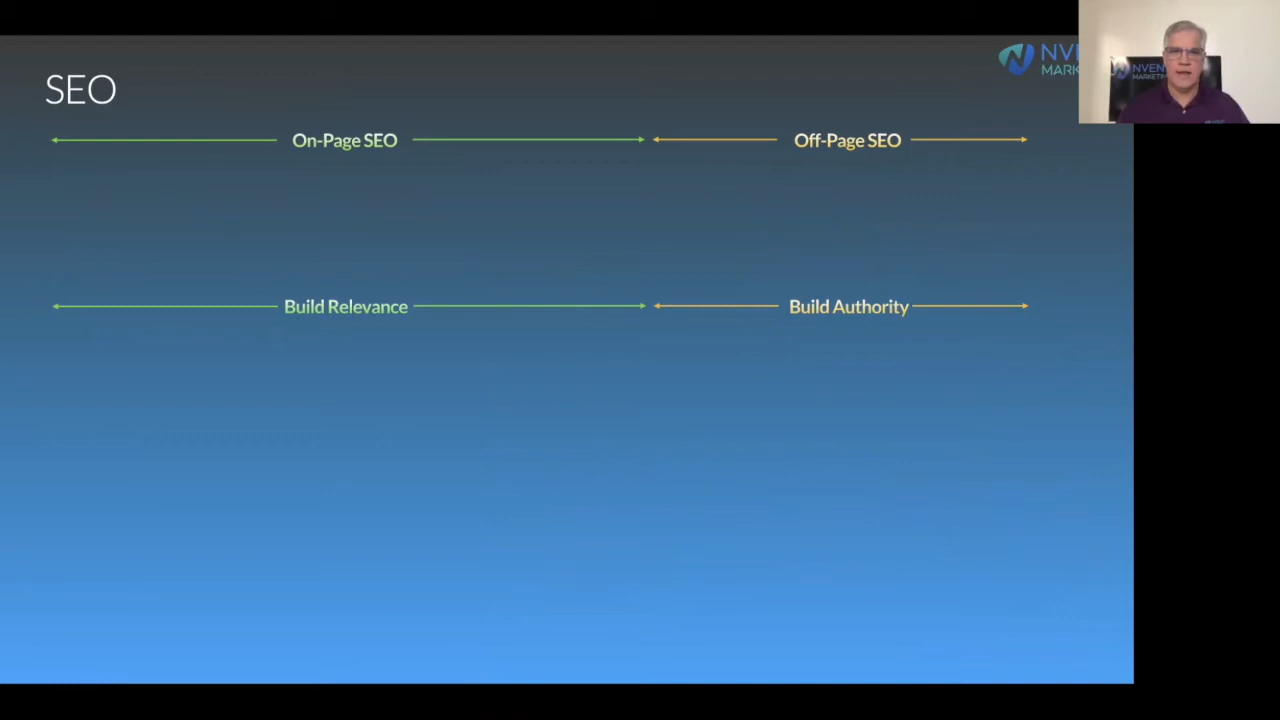 SEO
On-Page SEO
Off-Page SEO
Build Relevance
Build Authority